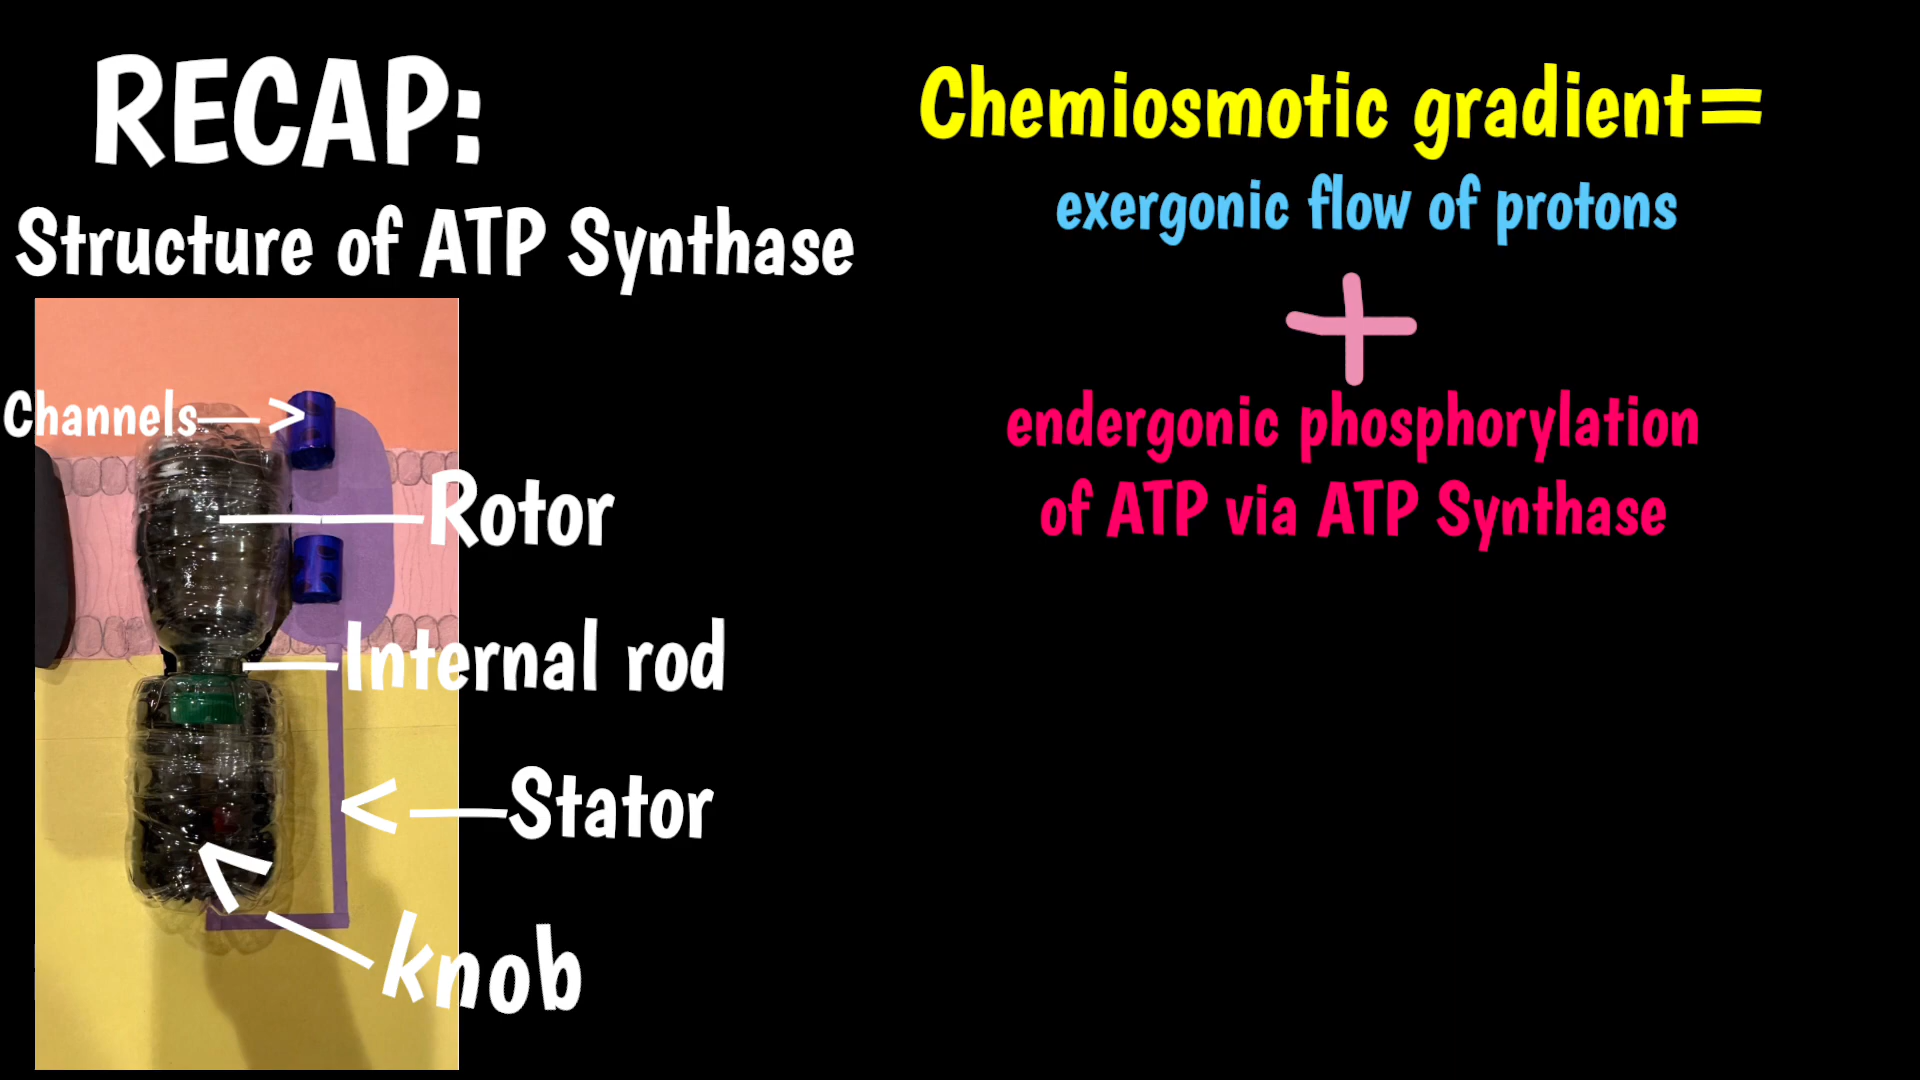 RECAP:
Structure of ATP Synthase
Channels—>
Rotor
Internal rod
<—Stator
knob
Chemiosmotic gradient=
exergonic flow of protons
+
endergonic phosphorylation
of ATP via ATP Synthase